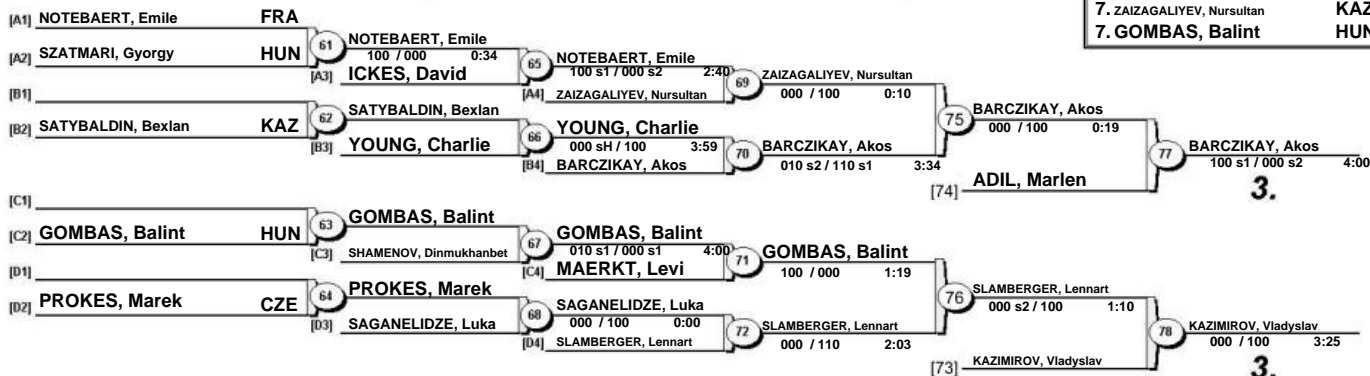 7. ZAIZAGALIYEV, Nursultan KAZ
7. GOMBAS, Balint HUN
[A1] NOTEBAERT, Emile FRA
[A2] SZATMARI, Gyorgy HUN
61
NOTEBAERT, Emile
100 / 000 0:34
[A3] ICKES, David
65
NOTEBAERT, Emile
100 s1 / 000 s2 2:40
[A4] ZAIZAGALIYEV, Nursultan
69
ZAIZAGALIYEV, Nursultan
000 / 100 0:10
[B1]
[B2] SATYBALDIN, Bexlan KAZ
62
SATYBALDIN, Bexlan
[B3] YOUNG, Charlie
66
YOUNG, Charlie
000 sH / 100 3:59
[B4] BARCZIKAY, Akos
70
BARCZIKAY, Akos
010 s2 / 110 s1 3:34
75
BARCZIKAY, Akos
000 / 100 0:19
[74] ADIL, Marlen
77
BARCZIKAY, Akos
100 s1 / 000 s2 4:00
3.
[C1]
[C2] GOMBAS, Balint HUN
63
GOMBAS, Balint
[C3] SHAMENOV, Dinmukhanbet
67
GOMBAS, Balint
010 s1 / 000 s1 4:00
[C4] MAERKT, Levi
71
GOMBAS, Balint
100 / 000 1:19
[D1]
[D2] PROKES, Marek CZE
64
PROKES, Marek
[D3] SAGANELIDZE, Luka
68
SAGANELIDZE, Luka
000 / 100 0:00
[D4] SLAMBERGER, Lennart
72
SLAMBERGER, Lennart
000 / 110 2:03
76
SLAMBERGER, Lennart
000 s2 / 100 1:10
[73] KAZIMIROV, Vladyslav
78
KAZIMIROV, Vladyslav
000 / 100 3:25
3.